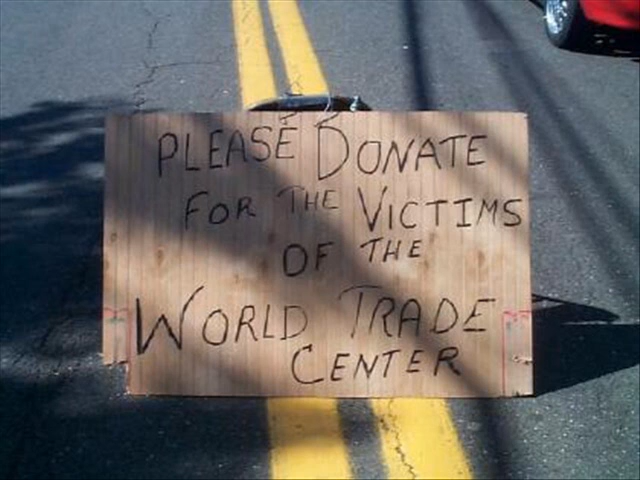 PLEASE DONATE
FOR THE VICTIMS
OF THE
WORLD TRADE
CENTER